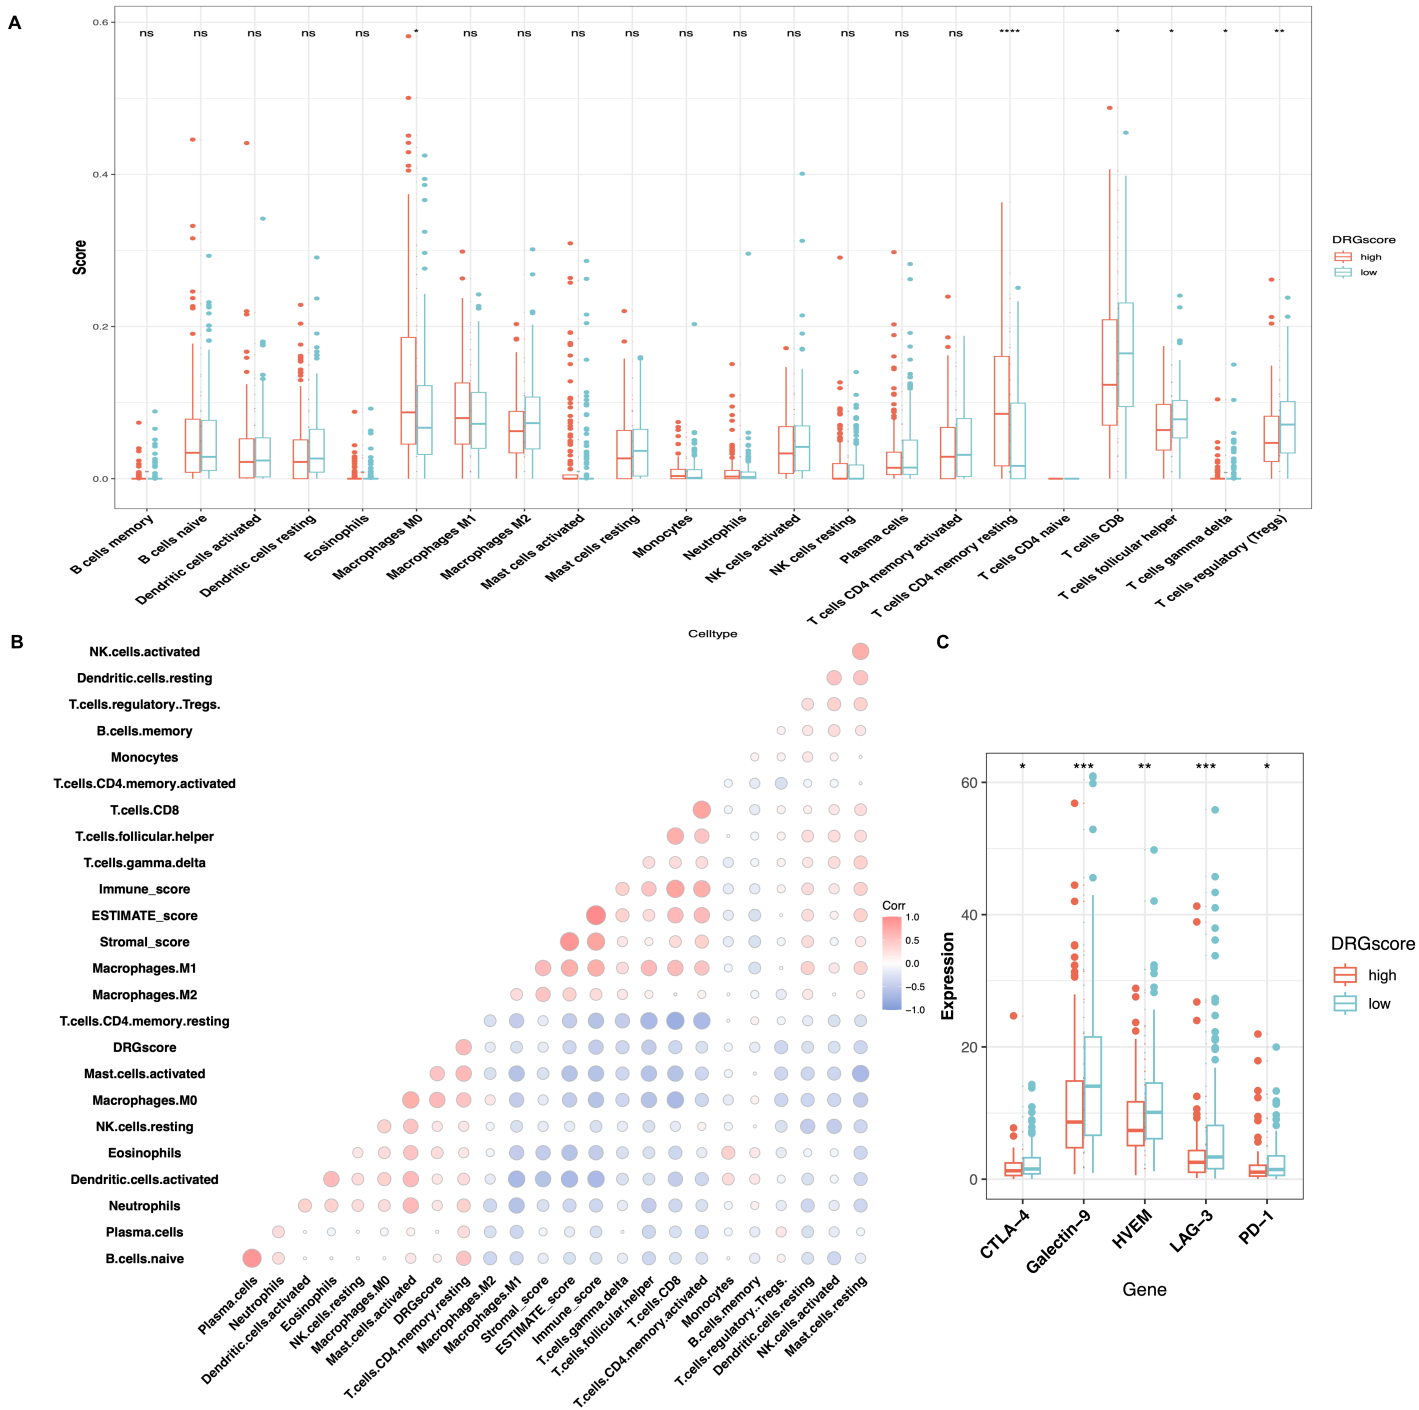 A
0.6
0.4
0.2
0.0
Score
ns ns ns ns ns * ns ns ns ns ns ns ns ns ns ns **** * * * **
DRGscore
high
low
B cells memory
B cells naive
Dendritic cells activated
Dendritic cells resting
Eosinophils
Macrophages M0
Macrophages M1
Macrophages M2
Mast cells activated
Mast cells resting
Monocytes
Neutrophils
NK cells activated
NK cells resting
Plasma cells
T cells CD4 memory activated
T cells CD4 memory resting
T cells CD4 naive
T cells CD8
T cells follicular helper
T cells gamma delta
T cells regulatory (Tregs)
Celltype
B
NK.cells.activated
Dendritic.cells.resting
T.cells.regulatory..Tregs.
B.cells.memory
Monocytes
T.cells.CD4.memory.activated
T.cells.CD8
T.cells.follicular.helper
T.cells.gamma.delta
Immune_score
ESTIMATE_score
Stromal_score
Macrophages.M1
Macrophages.M2
T.cells.CD4.memory.resting
DRGscore
Mast.cells.activated
Macrophages.M0
NK.cells.resting
Eosinophils
Dendritic.cells.activated
Neutrophils
Plasma.cells
B.cells.naive
Plasma.cells
Neutrophils
Dendritic.cells.activated
Eosinophils
NK.cells.resting
Macrophages.M0
Mast.cells.activated
DRGscore
T.cells.CD4.memory.resting
Macrophages.M2
Macrophages.M1
Stromal_score
ESTIMATE_score
Immune_score
T.cells.gamma.delta
T.cells.follicular.helper
T.cells.CD8
T.cells.CD4.memory.activated
Monocytes
B.cells.memory
T.cells.regulatory..Tregs.
Dendritic.cells.resting
NK.cells.activated
Mast.cells.resting
Corr
1.0
0.5
0.0
−0.5
−1.0
C
* *** ** *** *
60
40
20
0
Expression
CTLA−4
Galectin−9
HVEM
LAG−3
PD−1
Gene
DRGscore
high
low